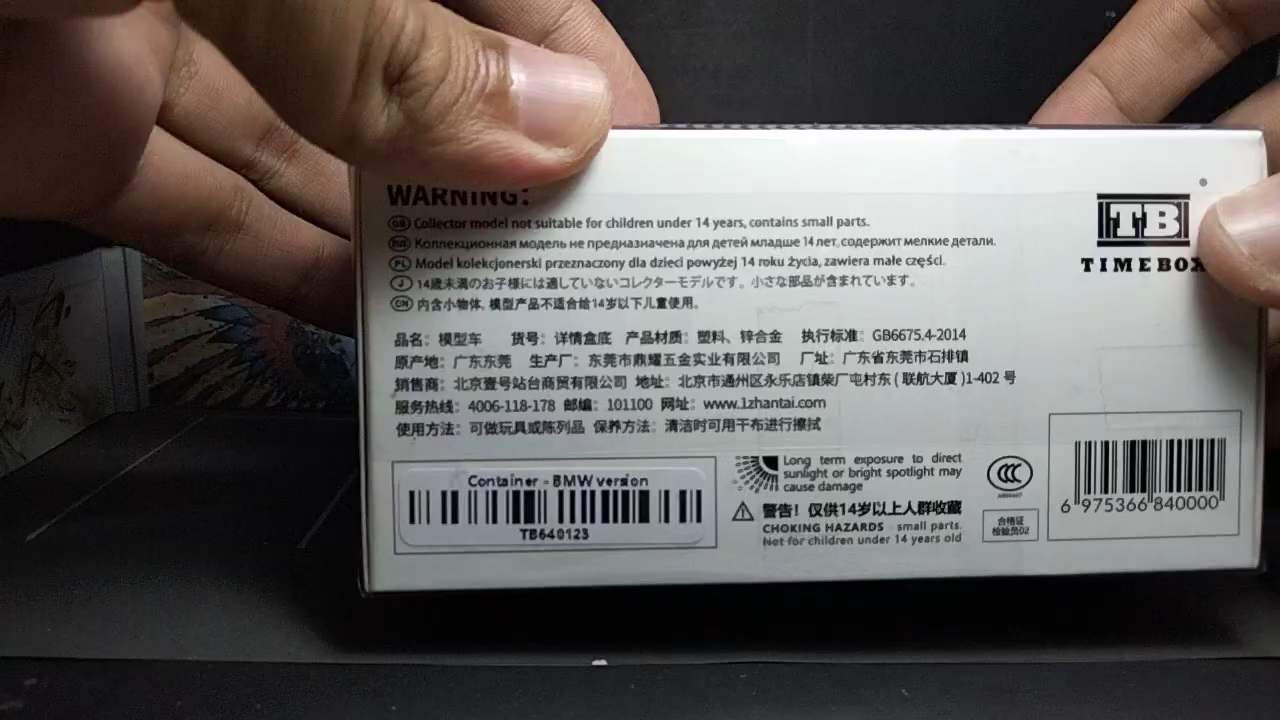 WARNING:
GB Collector model not suitable for children under 14 years, contains small parts.
RU Коллекционная модель не предназначена для детей младше 14 лет, содержит мелкие детали.
PL Model kolekcjonerski przeznaczony dla dzieci powyżej 14 roku życia, zawiera małe części.
J 14歳未満のお子様には適していないコレクターモデルです。小さな部品が含まれています。
CN 内含小物体, 模型产品不适合给14岁以下儿童使用。
TB
TIMEBOX
品名: 模型车 货号: 详情盒底 产品材质: 塑料、锌合金 执行标准: GB6675.4-2014
原产地: 广东东莞 生产厂: 东莞市鼎耀五金实业有限公司 厂址: 广东省东莞市石排镇
销售商: 北京壹号站台商贸有限公司 地址: 北京市通州区永乐店镇柴厂屯村东 ( 联航大厦 )1-402 号
服务热线: 4006-118-178 邮编: 101100 网址: www.1zhantai.com
使用方法: 可做玩具或陈列品 保养方法: 清洁时可用干布进行擦拭
Container - BMW version
TB640123
Long term exposure to direct
sunlight or bright spotlight may
cause damage
警告! 仅供14岁以上人群收藏
CHOKING HAZARDS small parts.
Not for children under 14 years old
CCC
合格证
检验员02
6 975366 840000